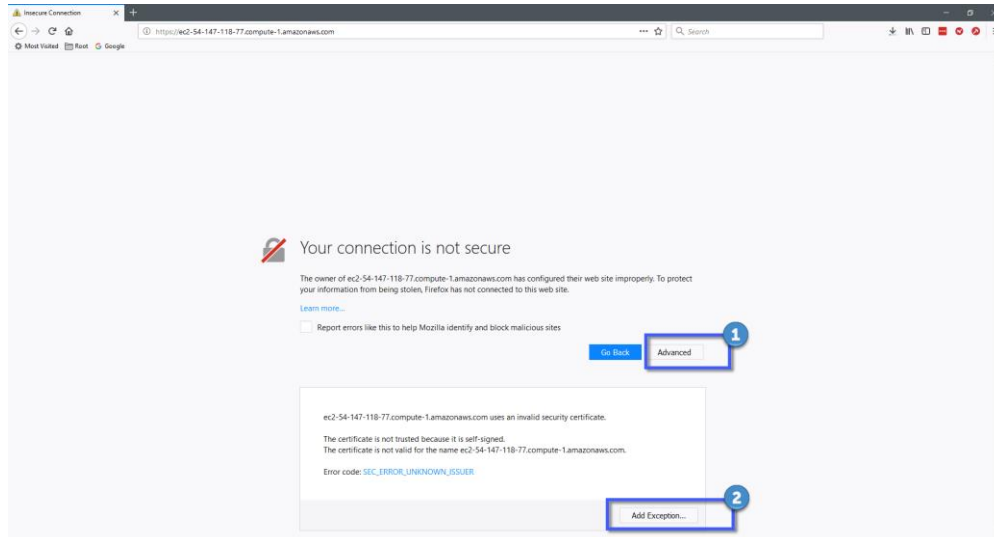 Insecure Connection
https://ec2-54-147-118-77.compute-1.amazonaws.com
Search
Most Visited Root Google
Your connection is not secure
The owner of ec2-54-147-118-77.compute-1.amazonaws.com has configured their web site improperly. To protect
your information from being stolen, Firefox has not connected to this web site.
Learn more...
Report errors like this to help Mozilla identify and block malicious sites
1
Go Back Advanced
ec2-54-147-118-77.compute-1.amazonaws.com uses an invalid security certificate.
The certificate is not trusted because it is self-signed.
The certificate is not valid for the name ec2-54-147-118-77.compute-1.amazonaws.com.
Error code: SEC_ERROR_UNKNOWN_ISSUER
2
Add Exception...